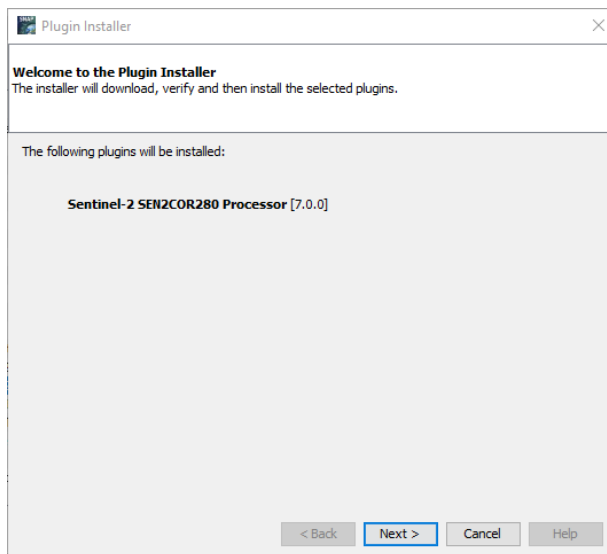 SNAP
Plugin Installer
Welcome to the Plugin Installer
The installer will download, verify and then install the selected plugins.
The following plugins will be installed:
Sentinel-2 SEN2COR280 Processor [7.0.0]
< Back
Next >
Cancel
Help